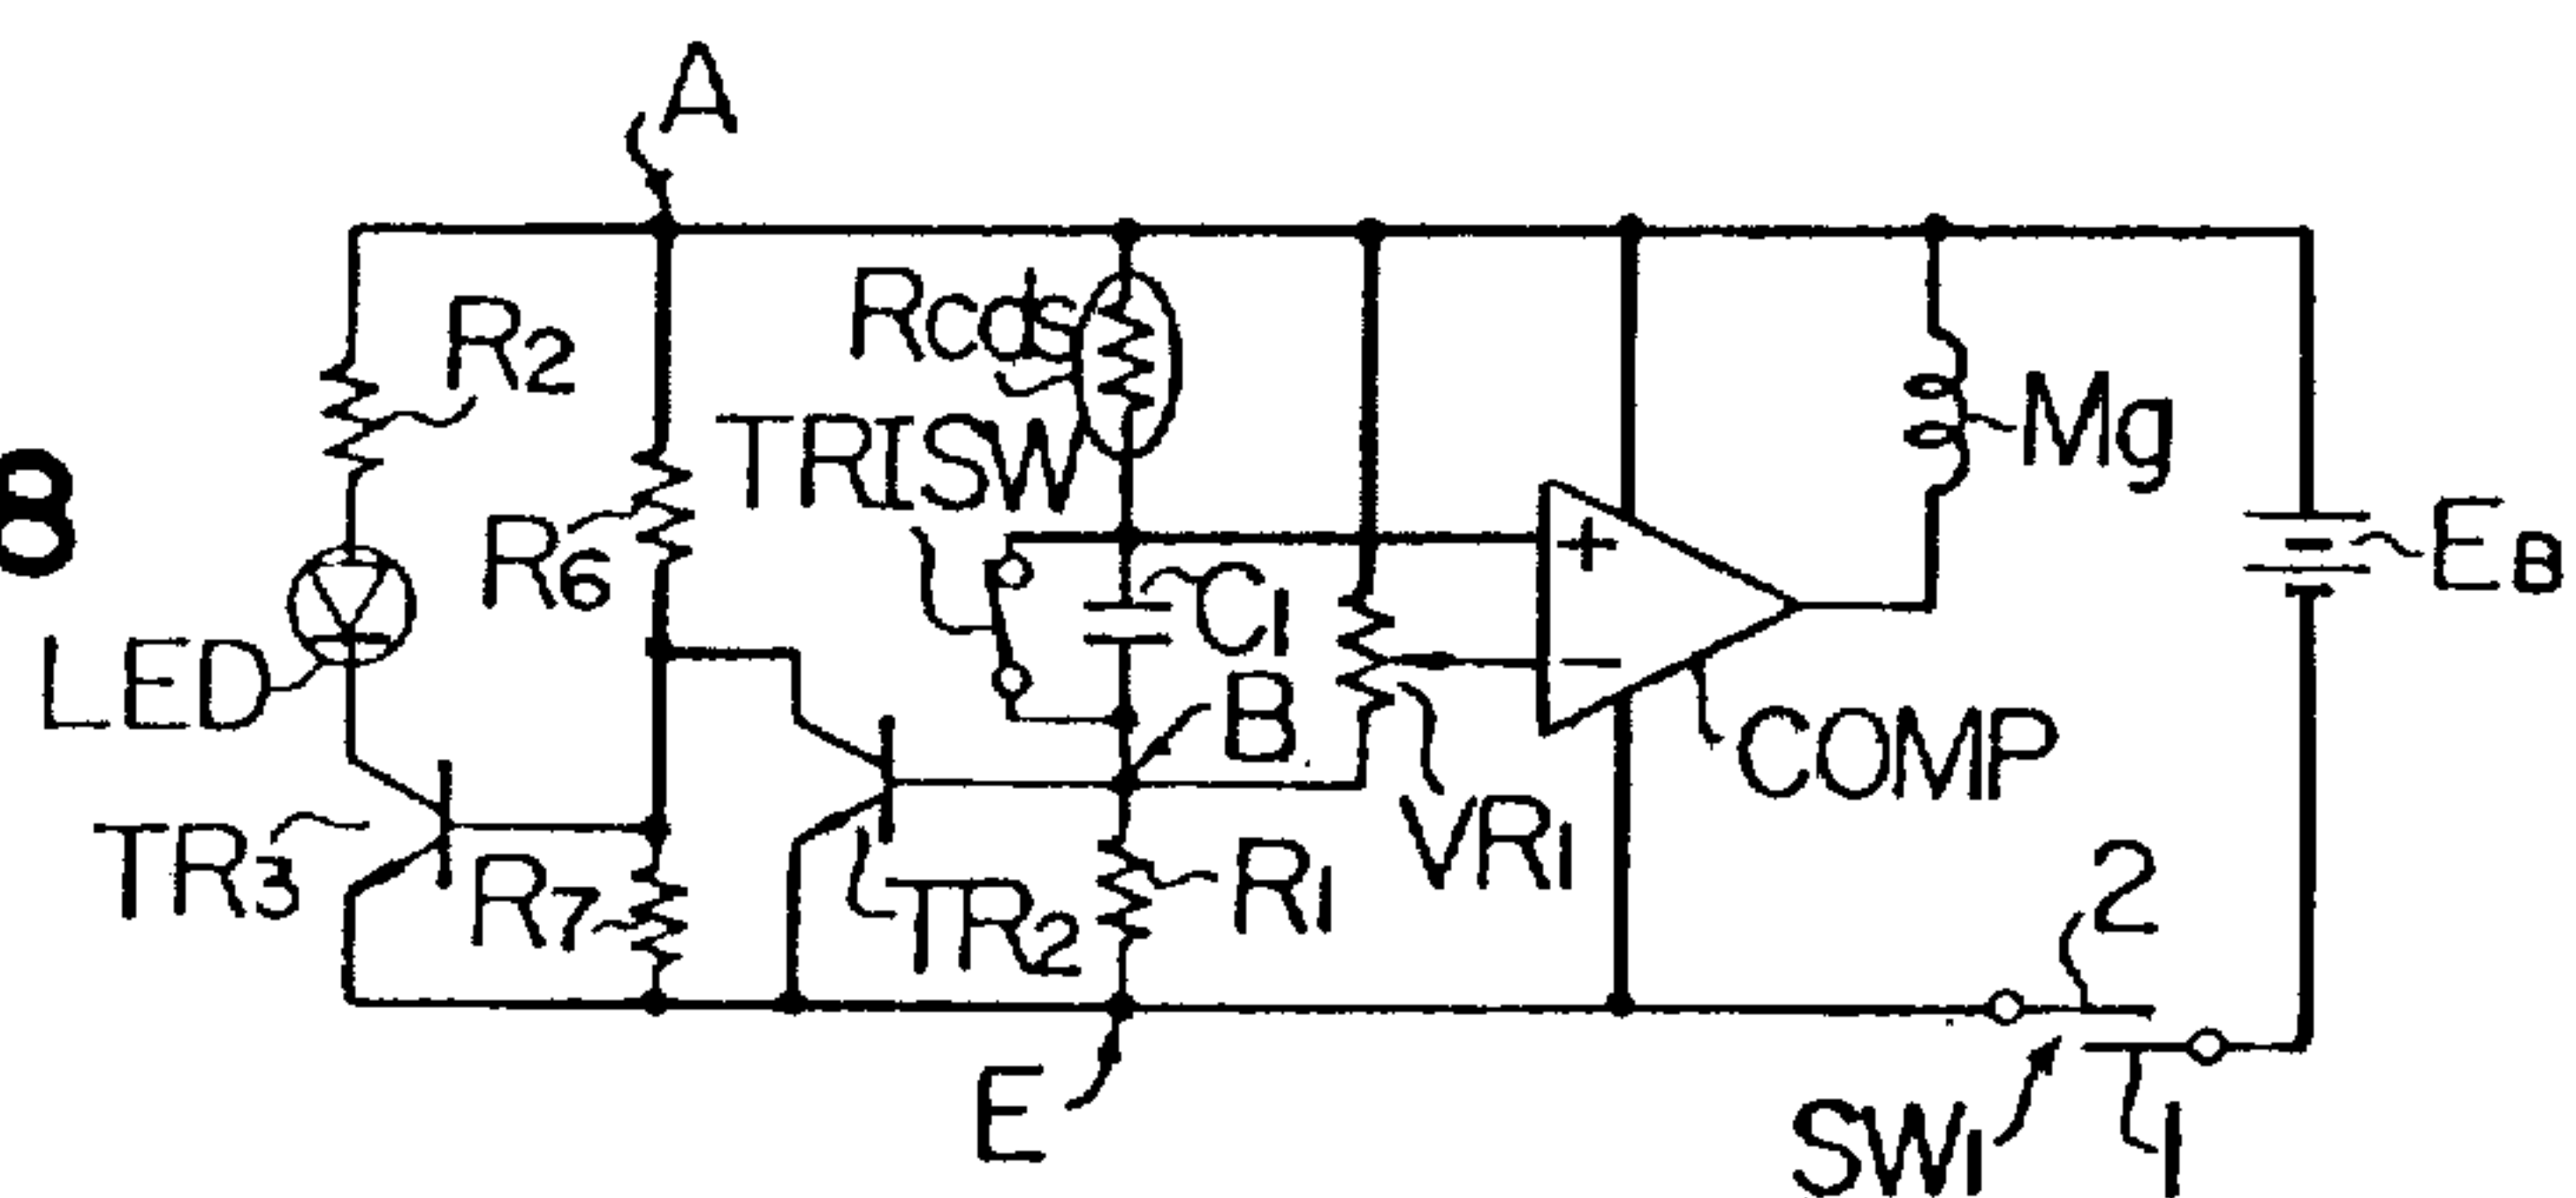 A
Rcds
R2
TRISW
Mg
8
R6
+
EB
C1
LED
B
−
COMP
TR3
R7
TR2
R1
VR1
2
E
SW1
1